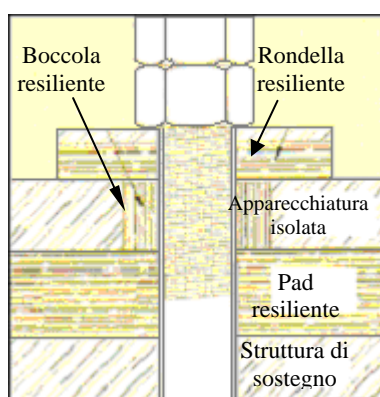 Boccola
resiliente
Rondella
resiliente
Apparecchiatura
isolata
Pad
resiliente
Struttura di
sostegno